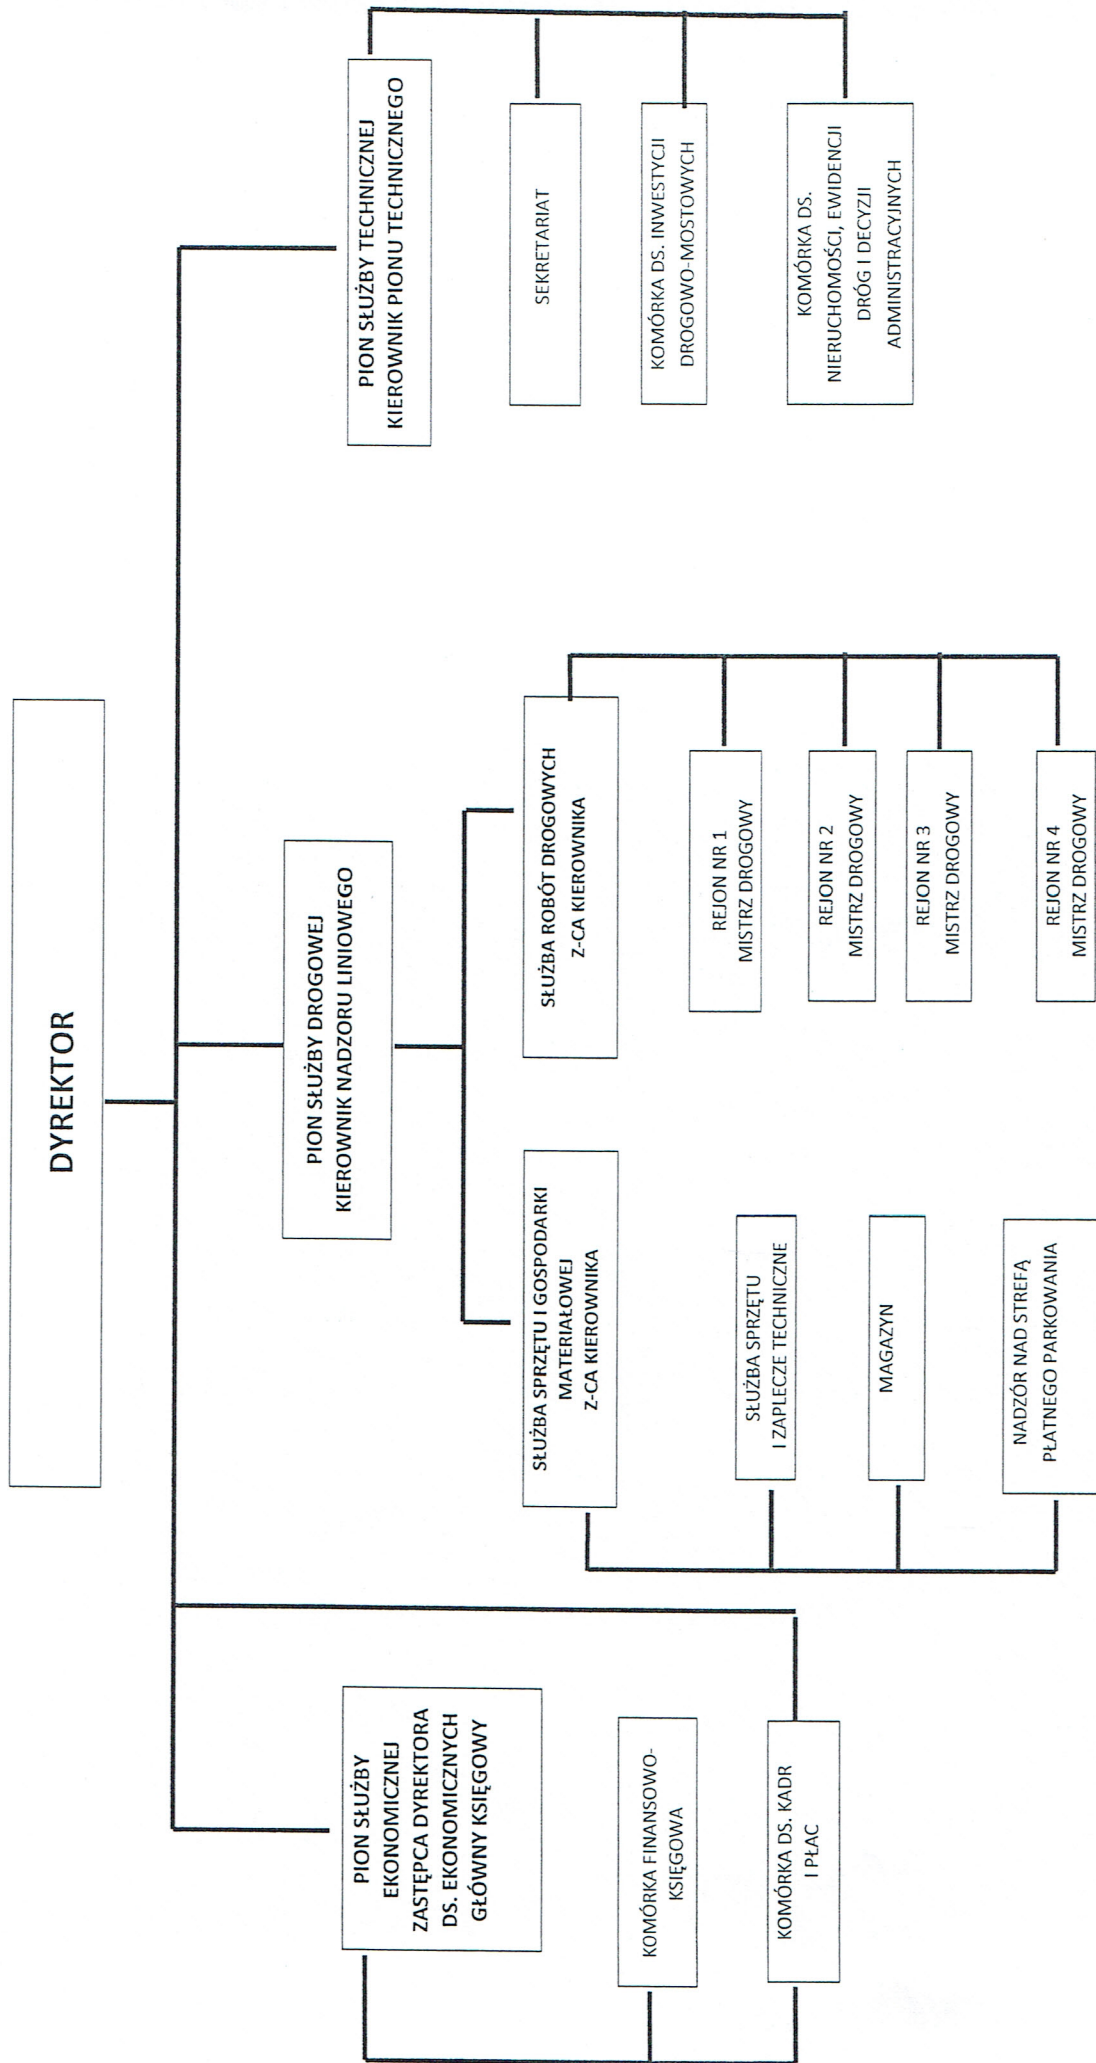 DYREKTOR
PION SŁUŻBY
EKONOMICZNEJ
ZASTĘPCA DYREKTORA
DS. EKONOMICZNYCH
GŁÓWNY KSIĘGOWY
KOMÓRKA FINANSOWO-
KSIĘGOWA
KOMÓRKA DS. KADR
I PŁAC
PION SŁUŻBY DROGOWEJ
KIEROWNIK NADZORU LINIOWEGO
SŁUŻBA SPRZĘTU I GOSPODARKI
MATERIAŁOWEJ
Z-CA KIEROWNIKA
SŁUŻBA SPRZĘTU
I ZAPLECZE TECHNICZNE
MAGAZYN
NADZÓR NAD STREFĄ
PŁATNEGO PARKOWANIA
SŁUŻBA ROBÓT DROGOWYCH
Z-CA KIEROWNIKA
REJON NR 1
MISTRZ DROGOWY
REJON NR 2
MISTRZ DROGOWY
REJON NR 3
MISTRZ DROGOWY
REJON NR 4
MISTRZ DROGOWY
PION SŁUŻBY TECHNICZNEJ
KIEROWNIK PIONU TECHNICZNEGO
SEKRETARIAT
KOMÓRKA DS. INWESTYCJI
DROGOWO-MOSTOWYCH
KOMÓRKA DS.
NIERUCHOMOŚCI, EWIDENCJI
DRÓG I DECYZJI
ADMINISTRACYJNYCH